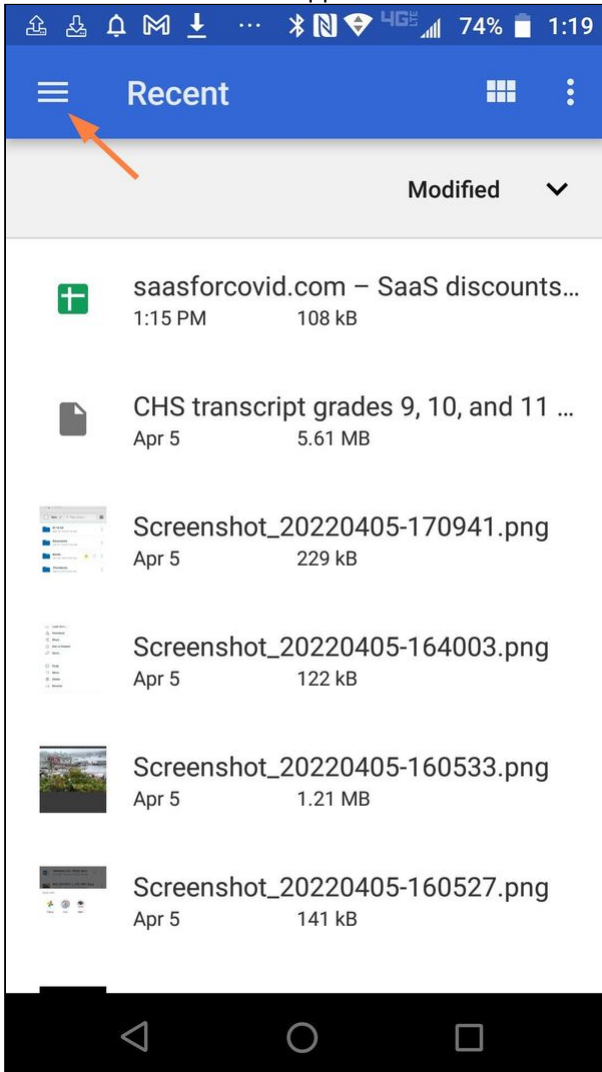 4G LTE 74% 1:19
Recent
Modified
saasforcovid.com – SaaS discounts...
1:15 PM 108 kB
CHS transcript grades 9, 10, and 11 ...
Apr 5 5.61 MB
Screenshot_20220405-170941.png
Apr 5 229 kB
Screenshot_20220405-164003.png
Apr 5 122 kB
Screenshot_20220405-160533.png
Apr 5 1.21 MB
Screenshot_20220405-160527.png
Apr 5 141 kB